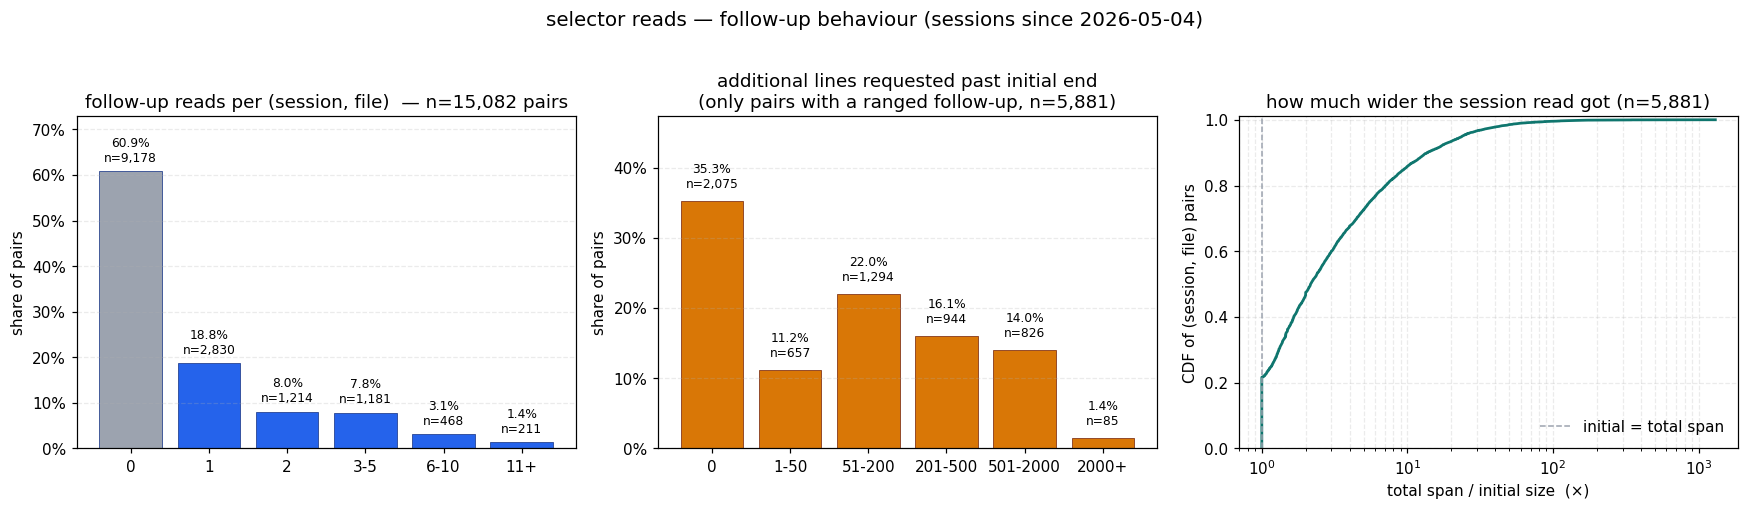 selector reads — follow-up behaviour (sessions since 2026-05-04)
follow-up reads per (session, file)  — n=15,082 pairs
share of pairs
70%
60%
50%
40%
30%
20%
10%
0%
60.9%
n=9,178
18.8%
n=2,830
8.0%
n=1,214
7.8%
n=1,181
3.1%
n=468
1.4%
n=211
0
1
2
3-5
6-10
11+
additional lines requested past initial end
(only pairs with a ranged follow-up, n=5,881)
share of pairs
40%
30%
20%
10%
0%
35.3%
n=2,075
11.2%
n=657
22.0%
n=1,294
16.1%
n=944
14.0%
n=826
1.4%
n=85
0
1-50
51-200
201-500
501-2000
2000+
how much wider the session read got (n=5,881)
CDF of (session, file) pairs
1.0
0.8
0.6
0.4
0.2
0.0
initial = total span
10⁰
10¹
10²
10³
total span / initial size  (×)